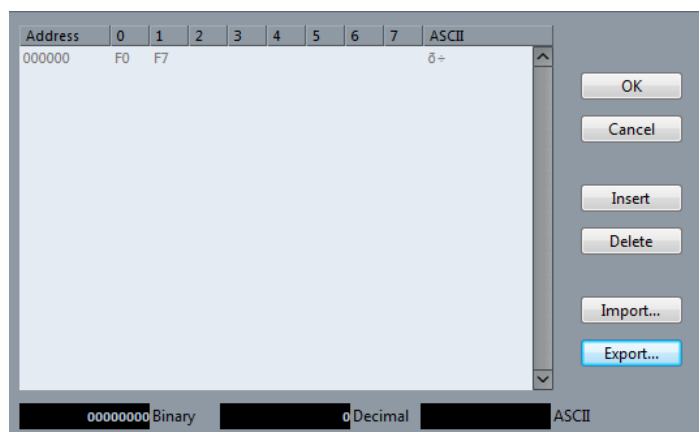 Address 0 1 2 3 4 5 6 7 ASCII
000000 F0 F7 ð÷
OK
Cancel
Insert
Delete
Import...
Export...
00000000 Binary 0 Decimal ASCII